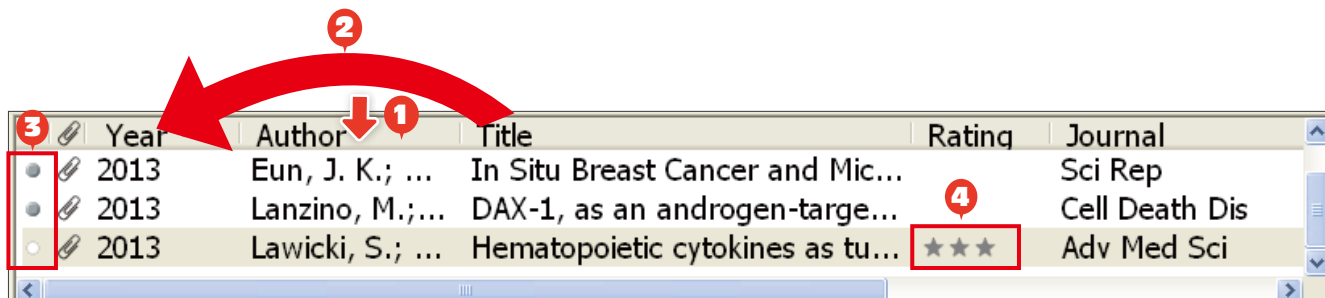 2
3 Year Author 1 Title Rating Journal
2013 Eun, J. K.; ... In Situ Breast Cancer and Mic... Sci Rep
2013 Lanzino, M.;... DAX-1, as an androgen-targe... Cell Death Dis
4
2013 Lawicki, S.; ... Hematopoietic cytokines as tu... ★★★ Adv Med Sci